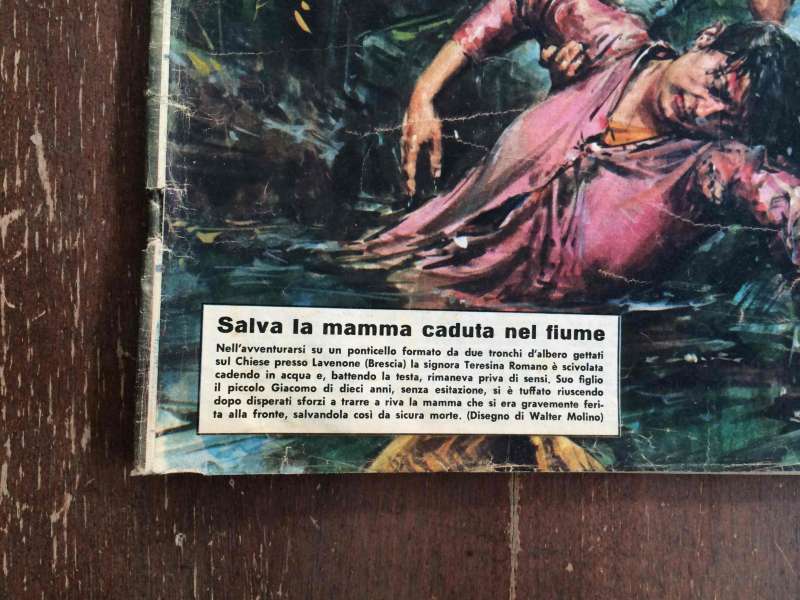 Salva la mamma caduta nel fiume
Nell'avventurarsi su un ponticello formato da due tronchi d'albero gettati
sul Chiese presso Lavenone (Brescia) la signora Teresina Romano è scivolata
cadendo in acqua e, battendo la testa, rimaneva priva di sensi. Suo figlio
il piccolo Giacomo di dieci anni, senza esitazione, si è tuffato riuscendo
dopo disperati sforzi a trarre a riva la mamma che si era gravemente feri-
ta alla fronte, salvandola così da sicura morte. (Disegno di Walter Molino)